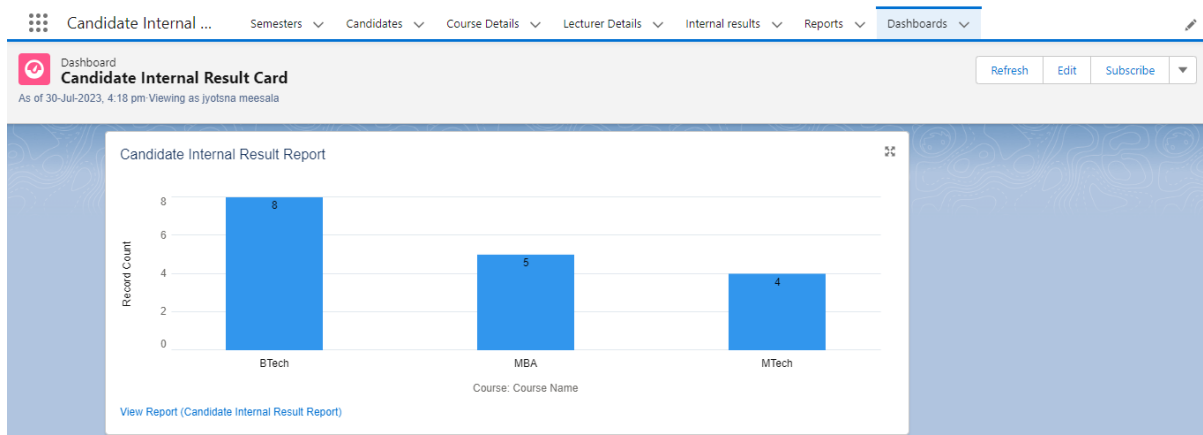 Candidate Internal ... Semesters Candidates Course Details Lecturer Details Internal results Reports Dashboards
Dashboard
Candidate Internal Result Card
Refresh Edit Subscribe
As of 30-Jul-2023, 4:18 pm·Viewing as jyotsna meesala
Candidate Internal Result Report
8
8
6
5
4
4
2
0
Record Count
BTech MBA MTech
Course: Course Name
View Report (Candidate Internal Result Report)